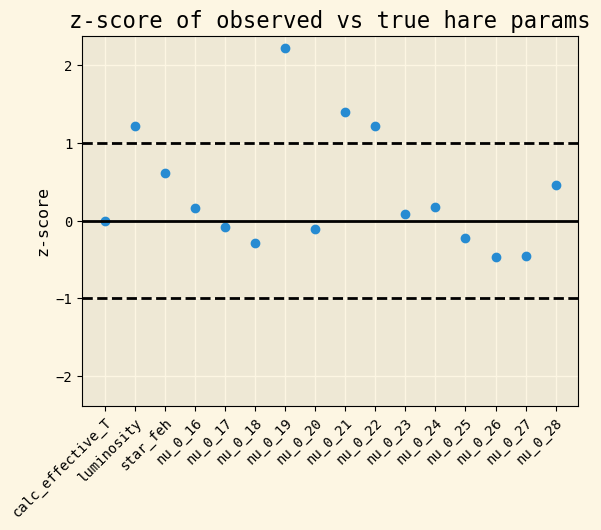 z-score of observed vs true hare params
z-score
2
1
0
−1
−2
calc_effective_T
luminosity
star_feh
nu_0_16
nu_0_17
nu_0_18
nu_0_19
nu_0_20
nu_0_21
nu_0_22
nu_0_23
nu_0_24
nu_0_25
nu_0_26
nu_0_27
nu_0_28